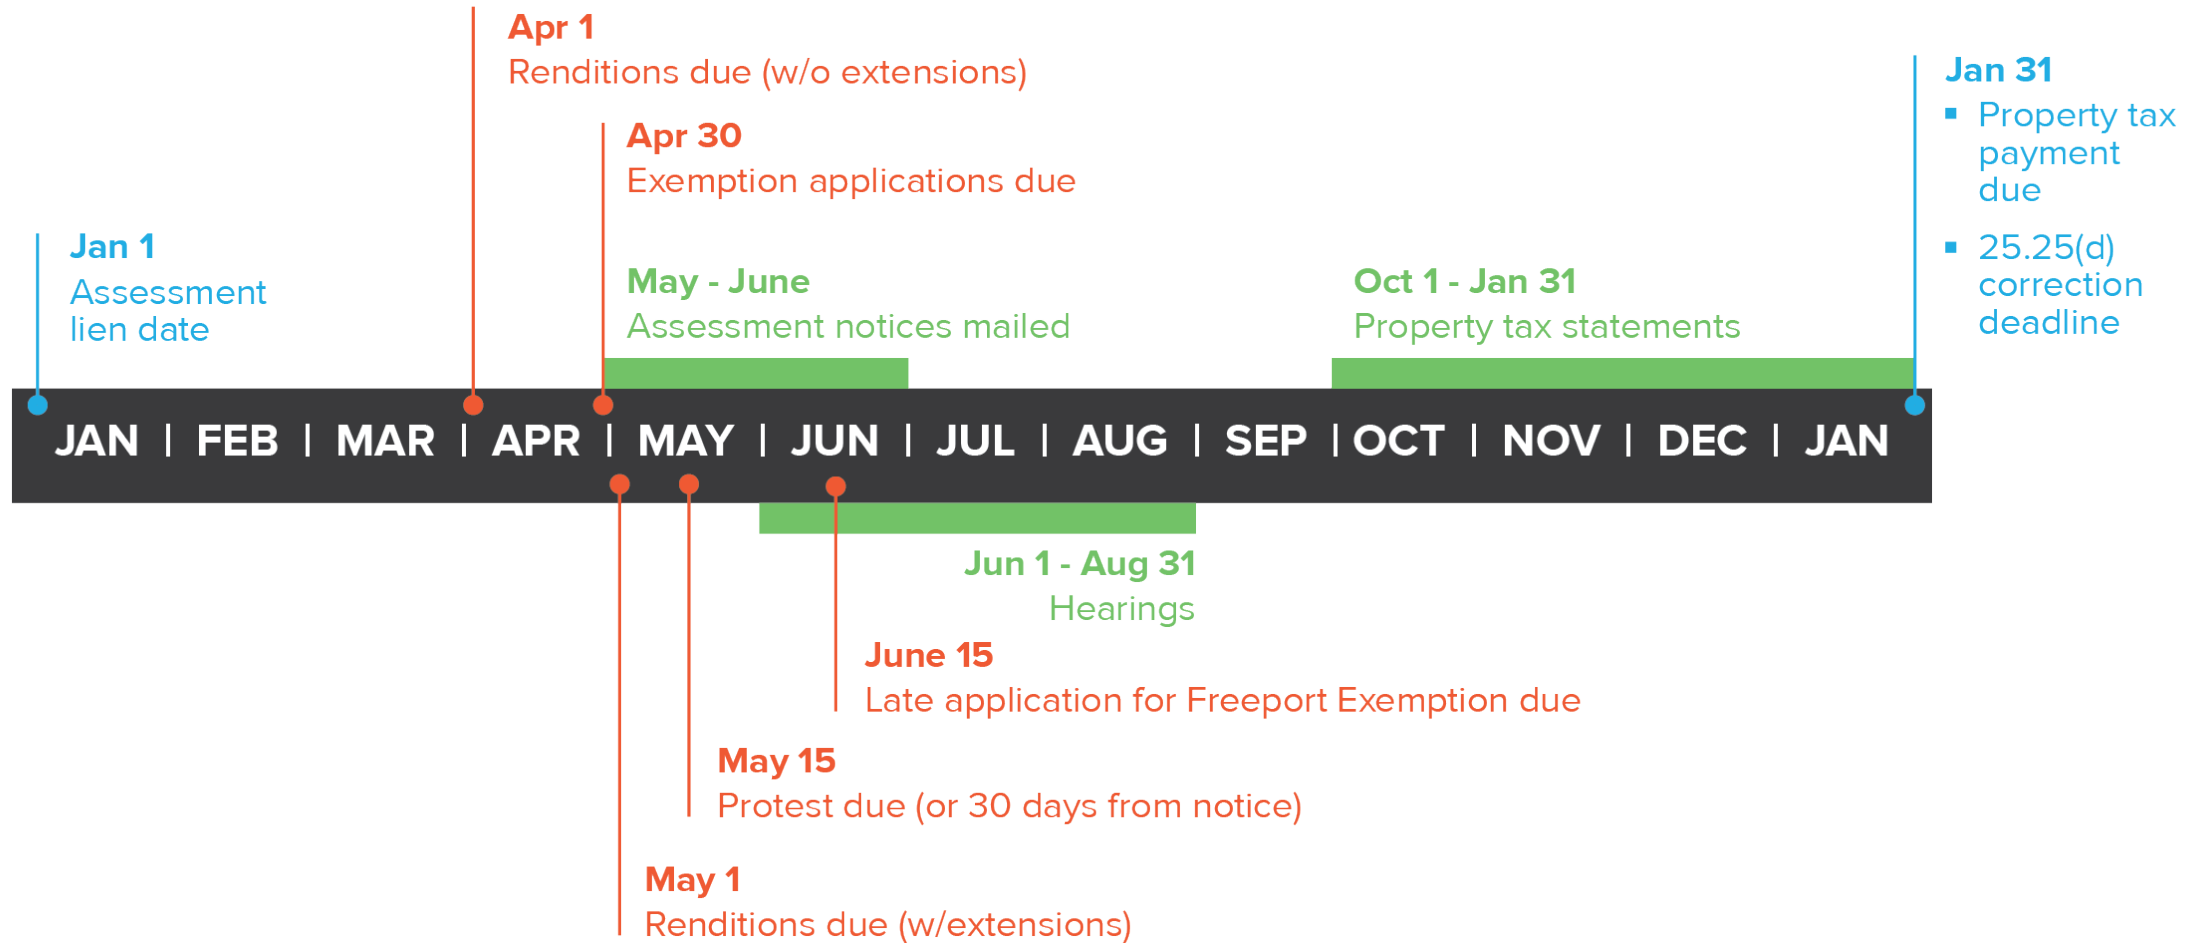 Apr 1
Renditions due (w/o extensions)
Apr 30
Exemption applications due
Jan 31
▪ Property tax
payment
due
▪ 25.25(d)
correction
deadline
Jan 1
Assessment
lien date
May - June
Assessment notices mailed
Oct 1 - Jan 31
Property tax statements
JAN | FEB | MAR | APR | MAY | JUN | JUL | AUG | SEP | OCT | NOV | DEC | JAN
Jun 1 - Aug 31
Hearings
June 15
Late application for Freeport Exemption due
May 15
Protest due (or 30 days from notice)
May 1
Renditions due (w/extensions)